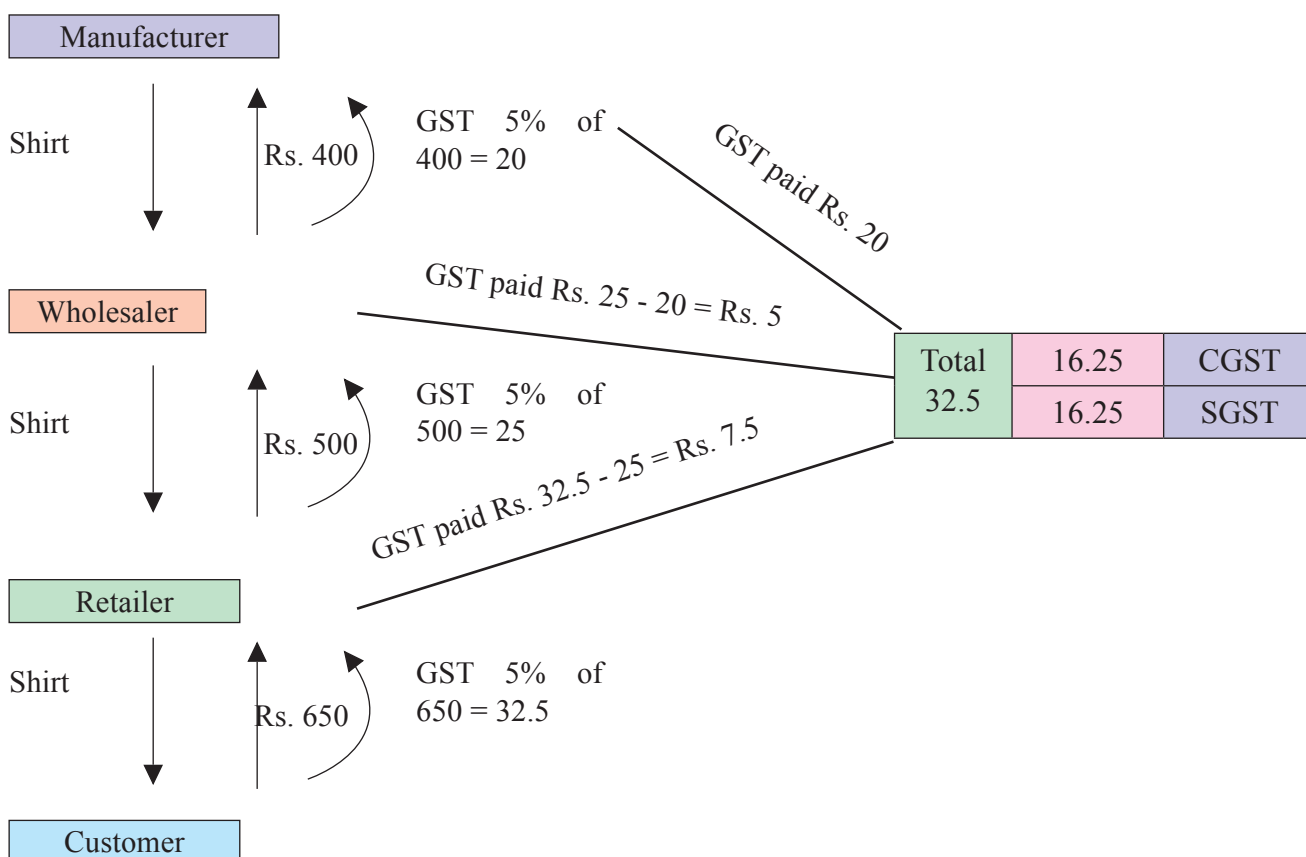 Manufacturer
Shirt
Rs. 400
GST 5% of
400 = 20
GST paid Rs. 20
Wholesaler
GST paid Rs. 25 - 20 = Rs. 5
Total
32.5
16.25
CGST
16.25
SGST
Shirt
Rs. 500
GST 5% of
500 = 25
GST paid Rs. 32.5 - 25 = Rs. 7.5
Retailer
Shirt
Rs. 650
GST 5% of
650 = 32.5
Customer